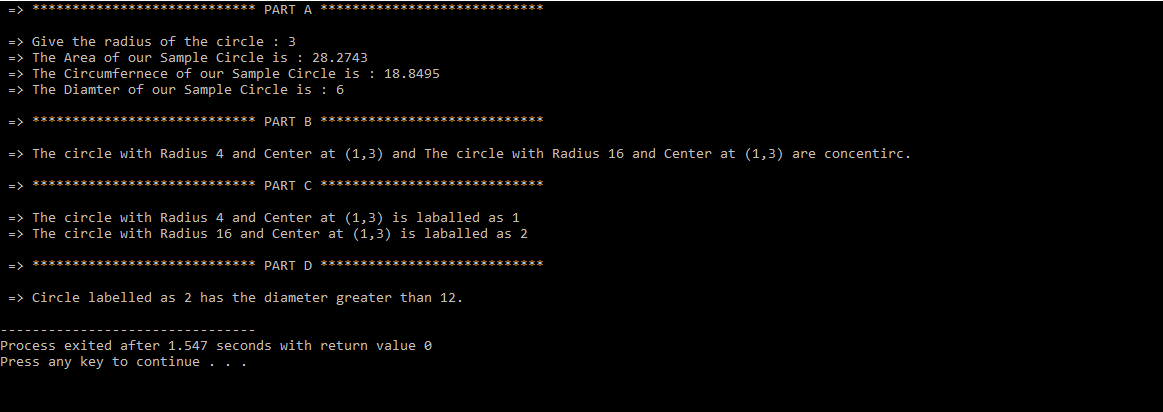 => **************************** PART A ****************************
=> Give the radius of the circle : 3
=> The Area of our Sample Circle is : 28.2743
=> The Circumfernece of our Sample Circle is : 18.8495
=> The Diamter of our Sample Circle is : 6
=> **************************** PART B ****************************
=> The circle with Radius 4 and Center at (1,3) and The circle with Radius 16 and Center at (1,3) are concentirc.
=> **************************** PART C ****************************
=> The circle with Radius 4 and Center at (1,3) is laballed as 1
=> The circle with Radius 16 and Center at (1,3) is laballed as 2
=> **************************** PART D ****************************
=> Circle labelled as 2 has the diameter greater than 12.
--------------------------------
Process exited after 1.547 seconds with return value 0
Press any key to continue . . .